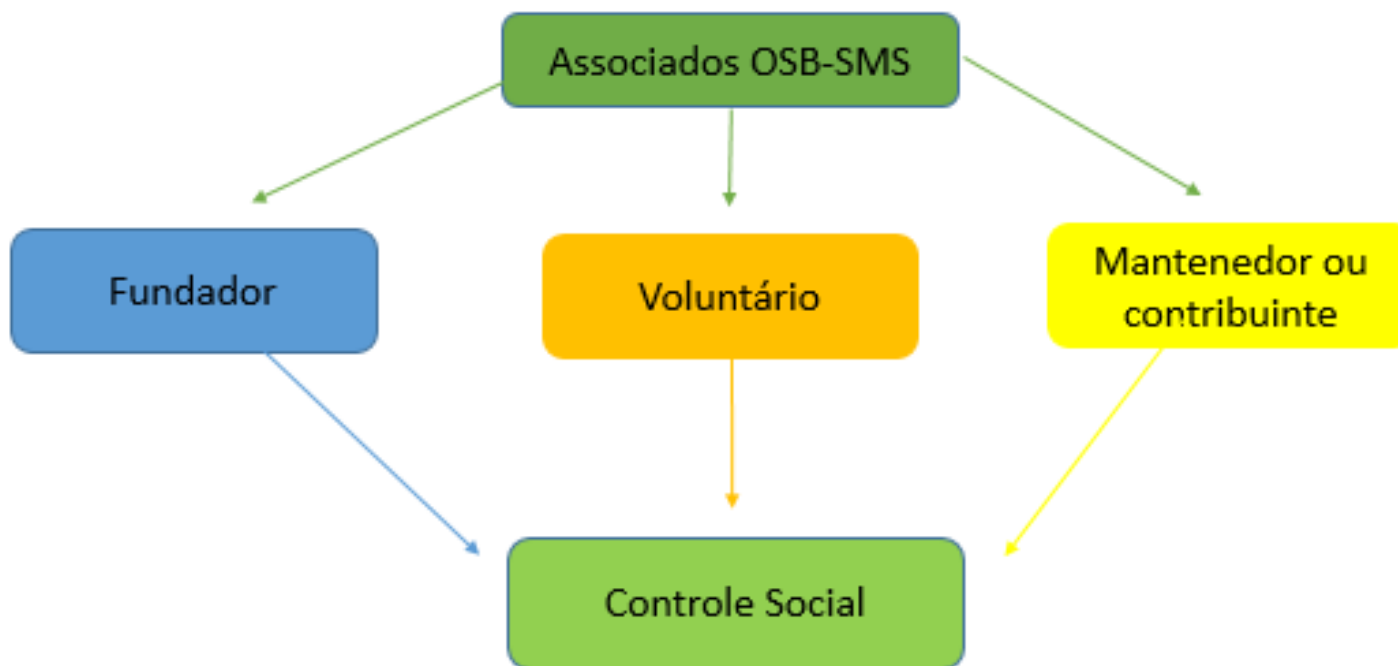 Associados OSB-SMS
Fundador
Voluntário
Mantenedor ou
contribuinte
Controle Social